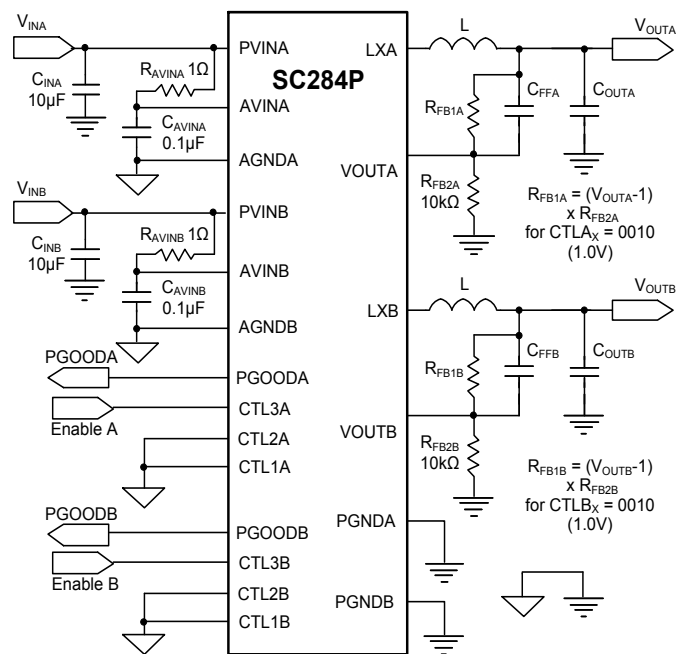 VINA
CINA
10µF
RAVINA 1Ω
CAVINA
0.1µF
VINB
CINB
10µF
RAVINB 1Ω
CAVINB
0.1µF
PGOODA
Enable A
PGOODB
Enable B
SC284P
PVINA
AVINA
AGNDA
PVINB
AVINB
AGNDB
PGOODA
CTL3A
CTL2A
CTL1A
PGOODB
CTL3B
CTL2B
CTL1B
LXA
VOUTA
LXB
VOUTB
PGNDA
PGNDB
L
VOUTA
RFB1A
CFFA
COUTA
RFB2A
10kΩ
RFB1A = (VOUTA-1)
x RFB2A
for CTLAX = 0010
(1.0V)
L
VOUTB
RFB1B
CFFB
COUTB
RFB2B
10kΩ
RFB1B = (VOUTB-1)
x RFB2B
for CTLBX = 0010
(1.0V)